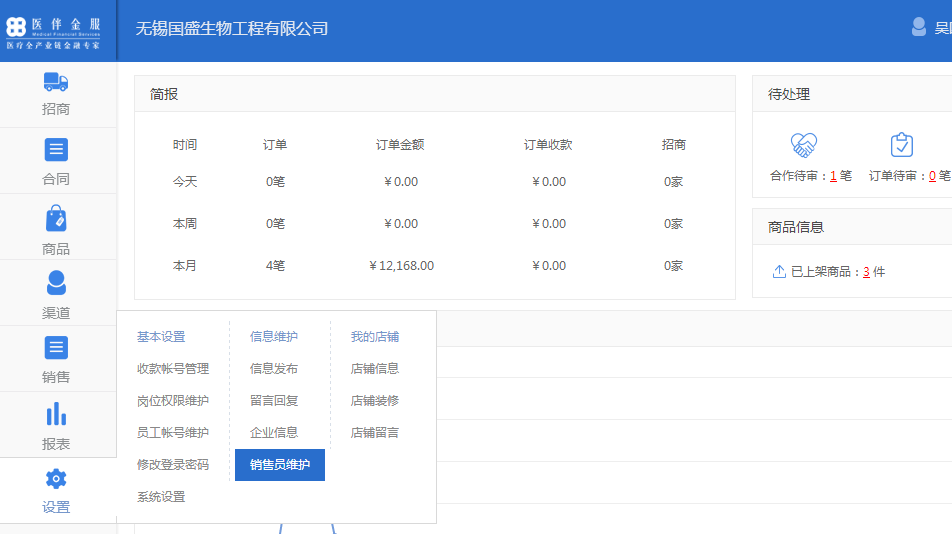 医伴金服
Medical Financial Services
医疗全产业链金融专家
无锡国盛生物工程有限公司
招商
合同
商品
渠道
销售
报表
设置
简报
时间 订单 订单金额 订单收款 招商
今天 0笔 ￥0.00 ￥0.00 0家
本周 0笔 ￥0.00 ￥0.00 0家
本月 4笔 ￥12,168.00 ￥0.00 0家
待处理
合作待审：1 笔 订单待审：0 笔
商品信息
已上架商品：3 件
基本设置
收款帐号管理
岗位权限维护
员工帐号维护
修改登录密码
系统设置
信息维护
信息发布
留言回复
企业信息
销售员维护
我的店铺
店铺信息
店铺装修
店铺留言